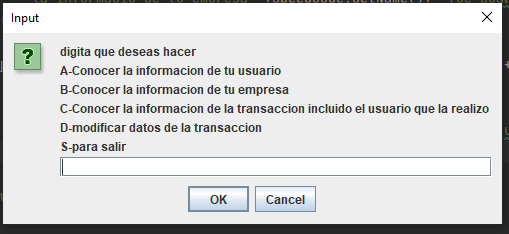 Input
digita que deseas hacer
A-Conocer la informacion de tu usuario
B-Conocer la informacion de tu empresa
C-Conocer la informacion de la transaccion incluido el usuario que la realizo
D-modificar datos de la transaccion
S-para salir
OK
Cancel